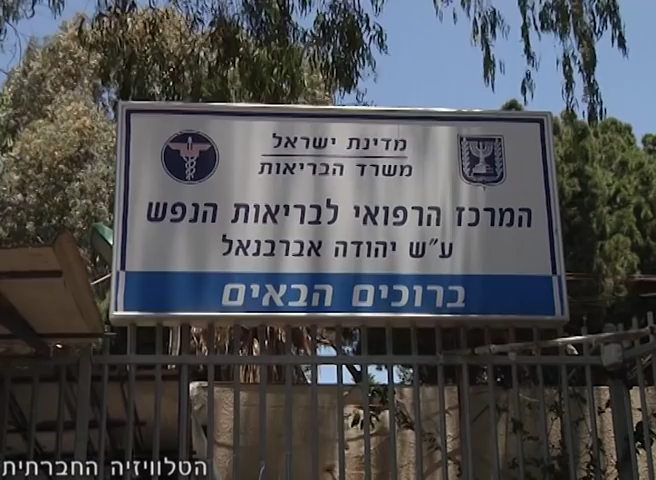 מדינת ישראל
משרד הבריאות
המרכז הרפואי לבריאות הנפש
ע״ש יהודה אברבנאל
ברוכים הבאים
הטלוויזיה החברתית